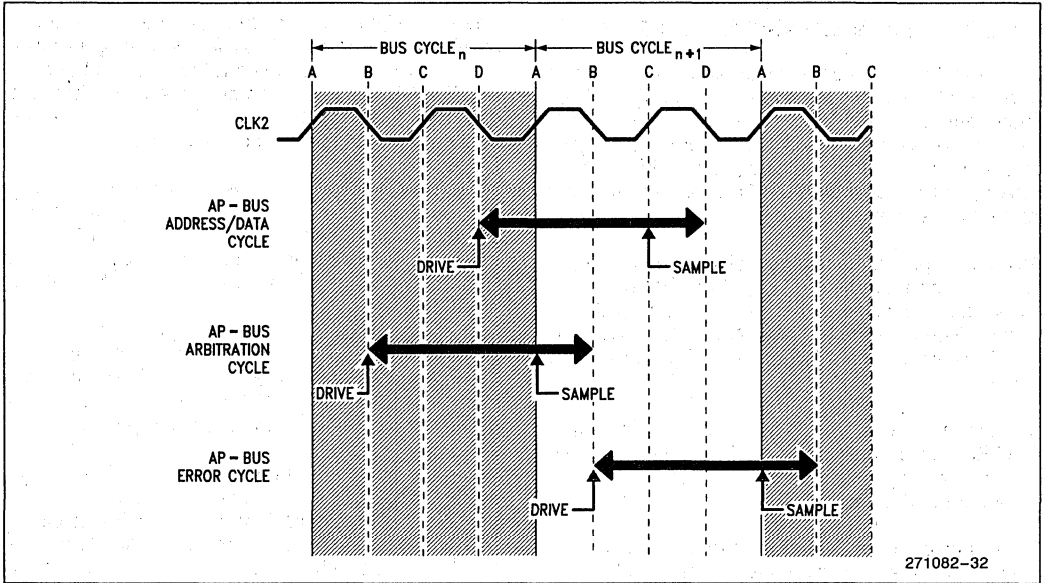 BUS CYCLE n BUS CYCLE n+1
A B C D A B C D A B C
CLK2
AP - BUS
ADDRESS/DATA
CYCLE
DRIVE SAMPLE
AP - BUS
ARBITRATION
CYCLE
DRIVE SAMPLE
AP - BUS
ERROR CYCLE
DRIVE SAMPLE
271082-32